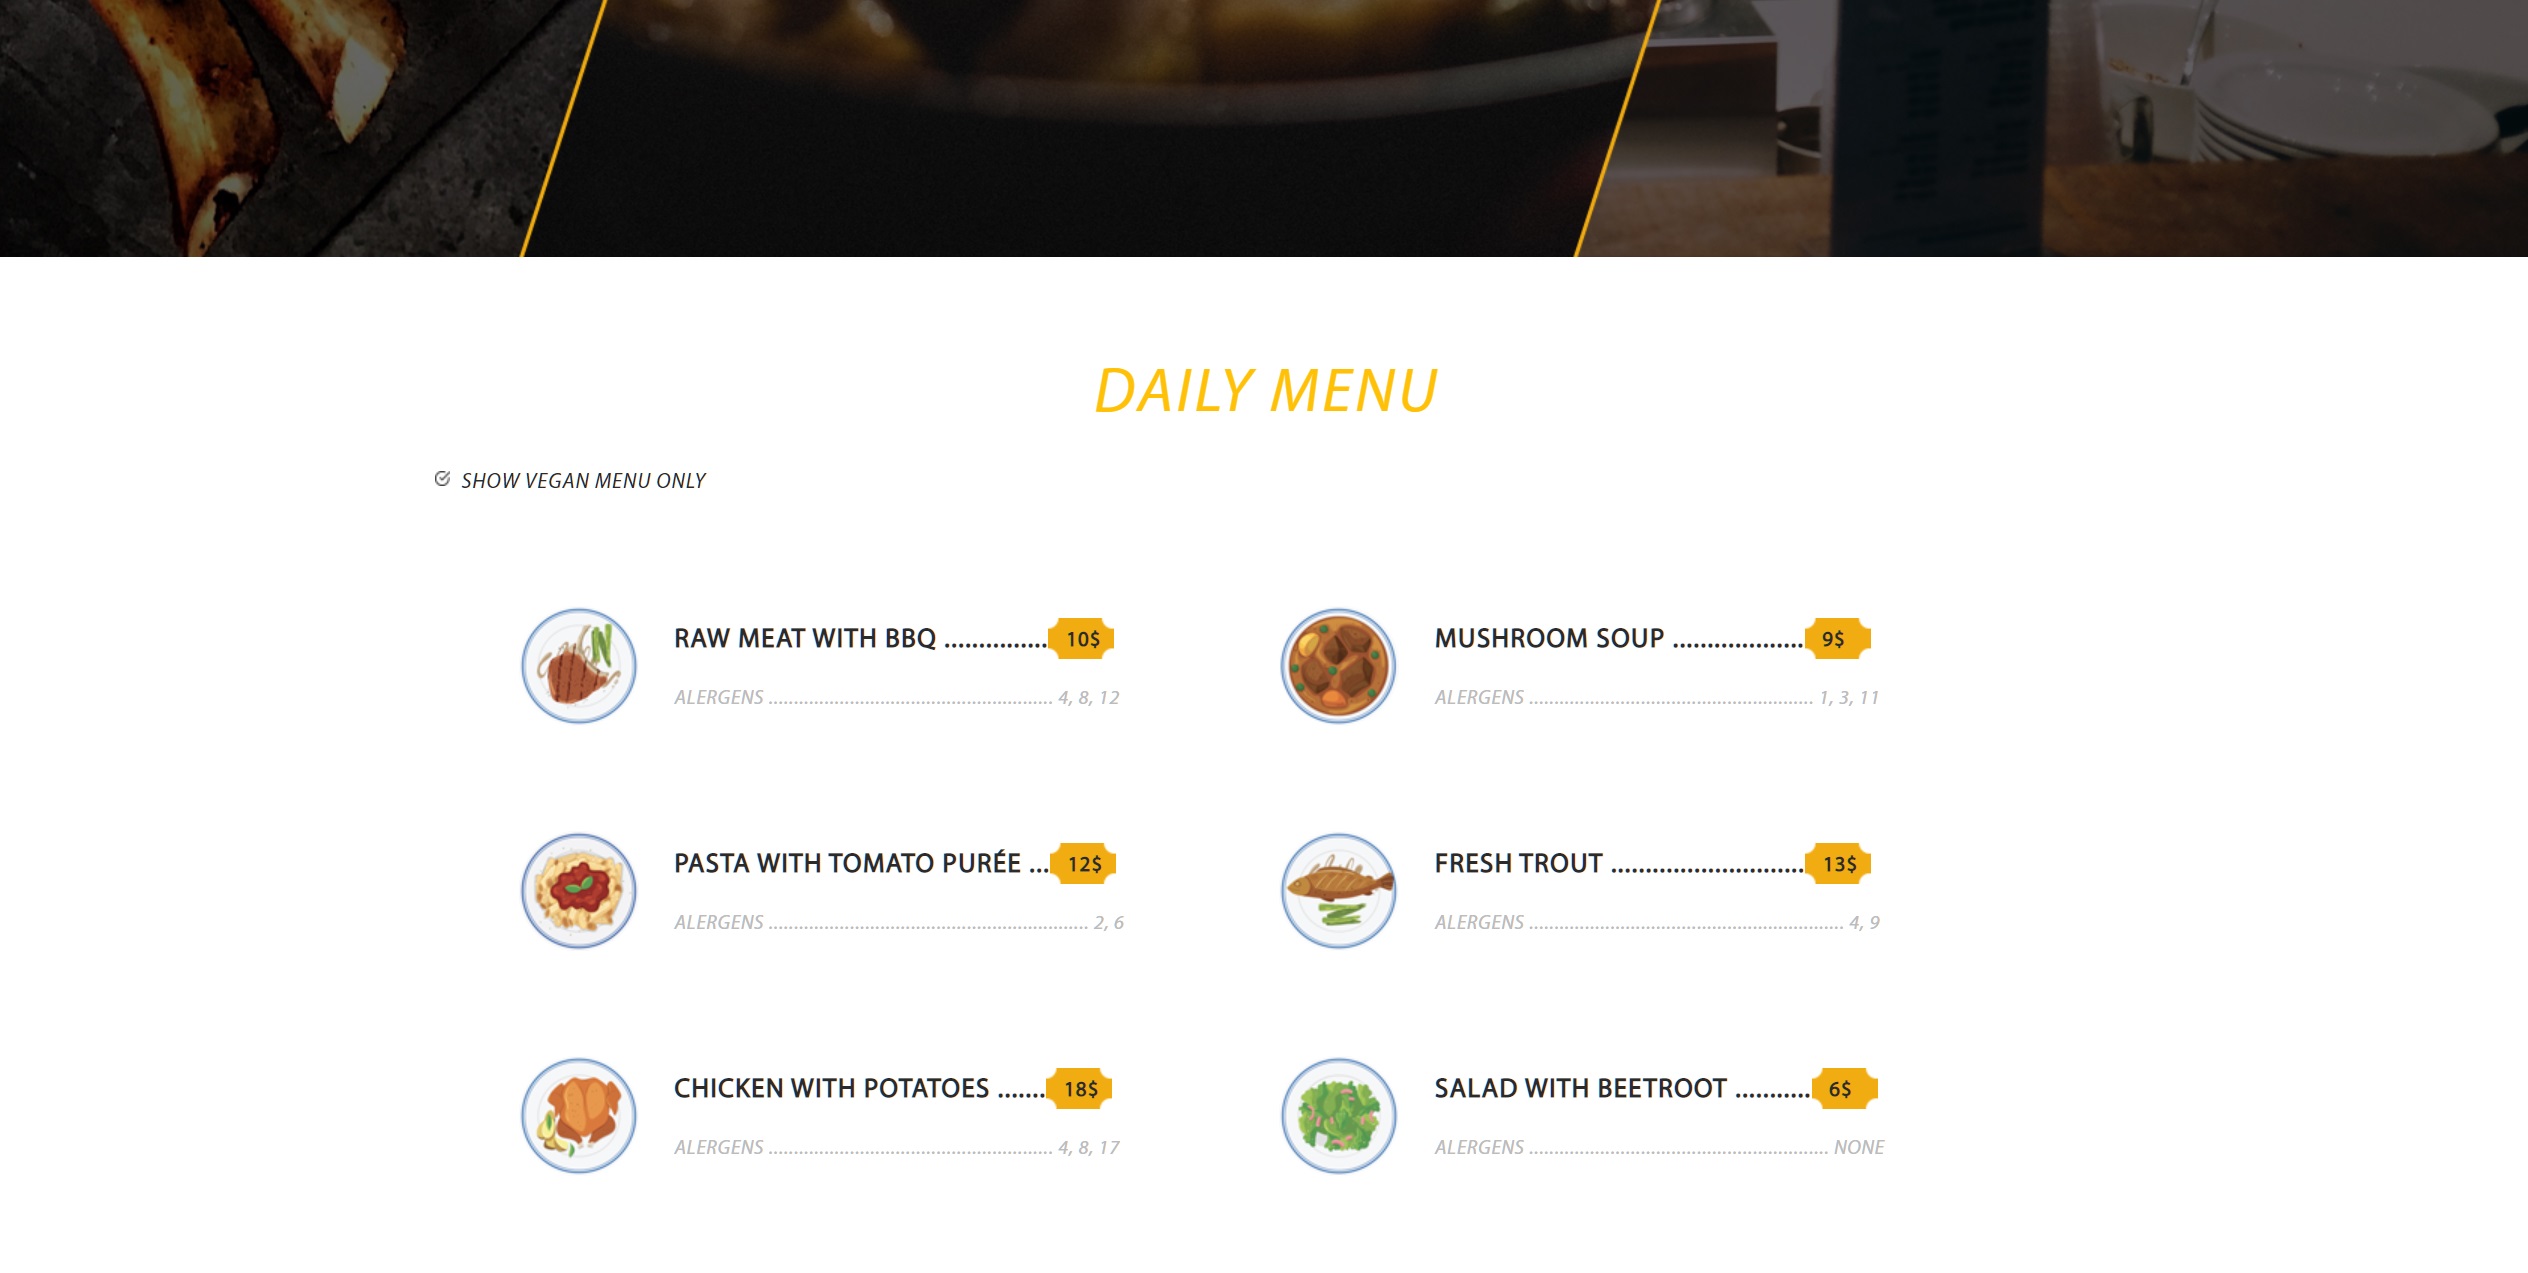 DAILY MENU
SHOW VEGAN MENU ONLY
RAW MEAT WITH BBQ ............... 10$
ALERGENS ........................................................ 4, 8, 12
MUSHROOM SOUP ................... 9$
ALERGENS ........................................................ 1, 3, 11
PASTA WITH TOMATO PURÉE ... 12$
ALERGENS ............................................................... 2, 6
FRESH TROUT ............................ 13$
ALERGENS .............................................................. 4, 9
CHICKEN WITH POTATOES ....... 18$
ALERGENS ........................................................ 4, 8, 17
SALAD WITH BEETROOT ........... 6$
ALERGENS ........................................................... NONE